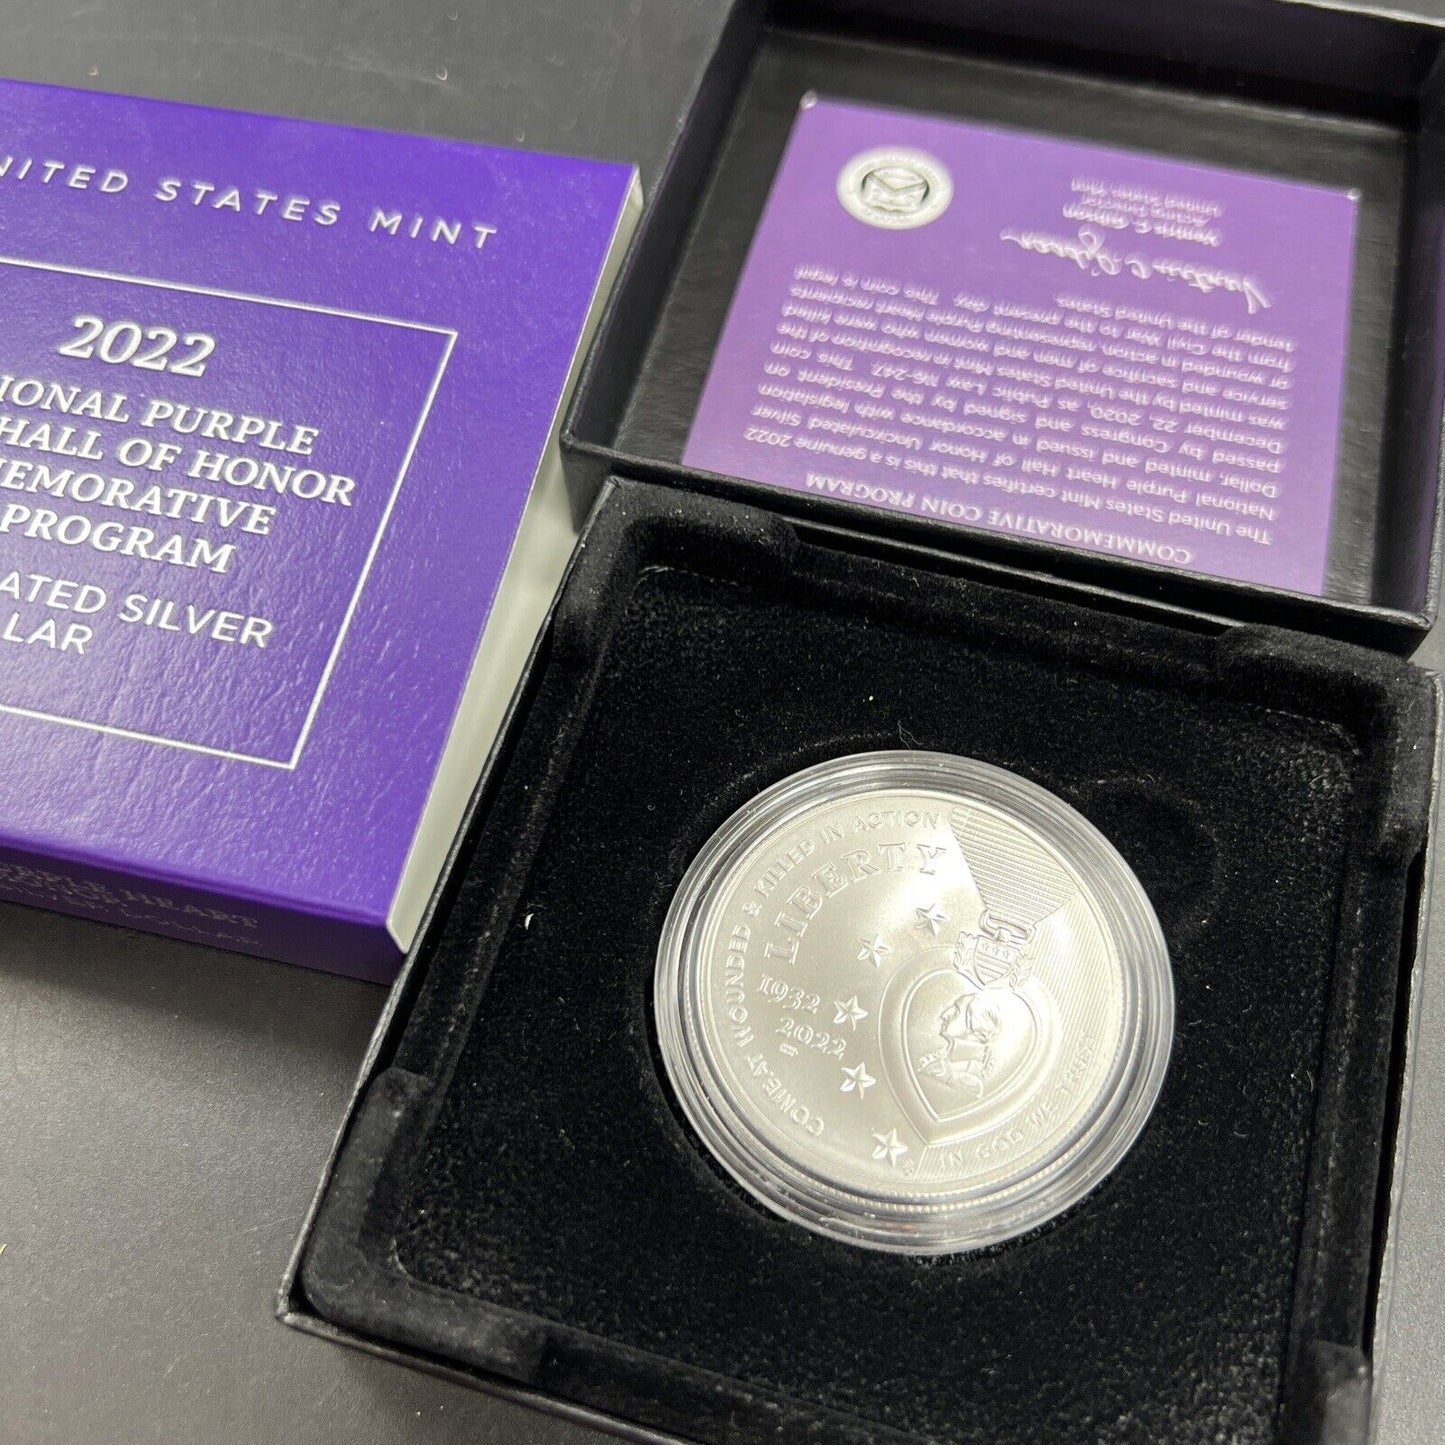 UNITED STATES MINT
2022
IONAL PURPLE
HALL OF HONOR
EMORATIVE
PROGRAM
ATED SILVER
LAR
HEART
COMMEMORATIVE COIN PROGRAM
The United States Mint certifies that this is a genuine 2022
National Purple Heart Hall of Honor Uncirculated Silver
Dollar, minted and issued in accordance with legislation
passed by Congress and signed by the President on
December 22, 2020, as Public Law 116-247. This coin
was minted by the United States Mint in recognition of the
service and sacrifice of men and women who were killed
or wounded in action, representing Purple Heart recipients
from the Civil War to the present day. This coin is legal
tender of the United States.
Ventris C. Gibson
Ventris C. Gibson
Acting Director
United States Mint
COMBAT WOUNDED & KILLED IN ACTION
LIBERTY
1932
2022
IN GOD WE TRUST